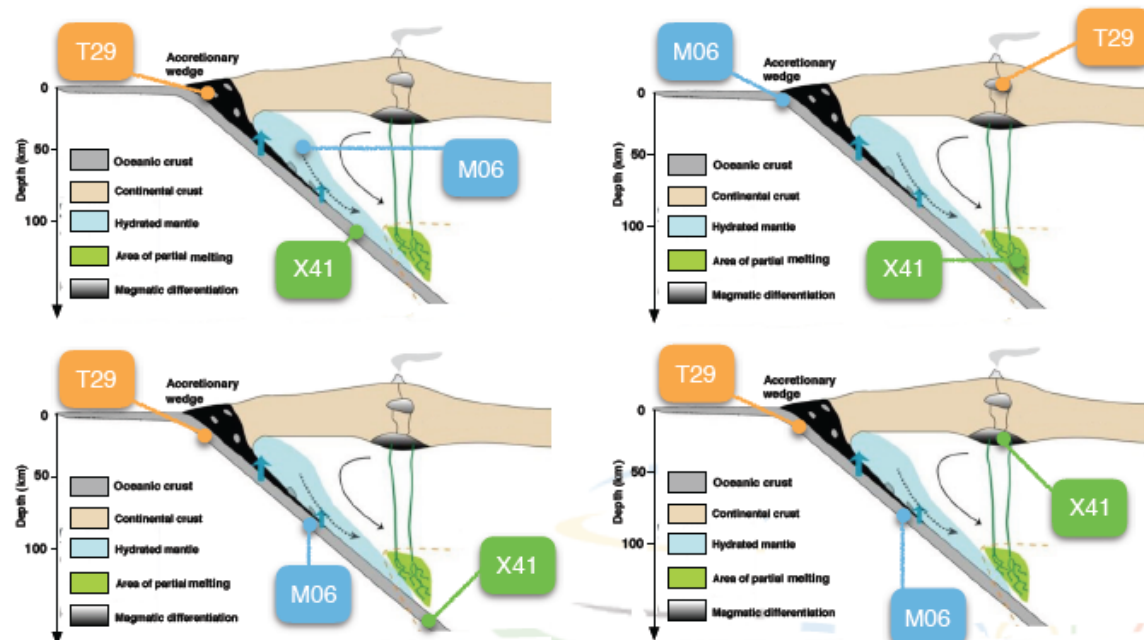 T29
Accretionary
wedge
0
50
100
Depth (km)
M06
X41
Oceanic crust
Continental crust
Hydrated mantle
Area of partial melting
Magmatic differentiation
M06
T29
Accretionary
wedge
0
50
100
Depth (km)
X41
Oceanic crust
Continental crust
Hydrated mantle
Area of partial melting
Magmatic differentiation
T29
Accretionary
wedge
0
50
100
Depth (km)
M06
X41
Oceanic crust
Continental crust
Hydrated mantle
Area of partial melting
Magmatic differentiation
T29
Accretionary
wedge
0
50
100
Depth (km)
X41
M06
Oceanic crust
Continental crust
Hydrated mantle
Area of partial melting
Magmatic differentiation